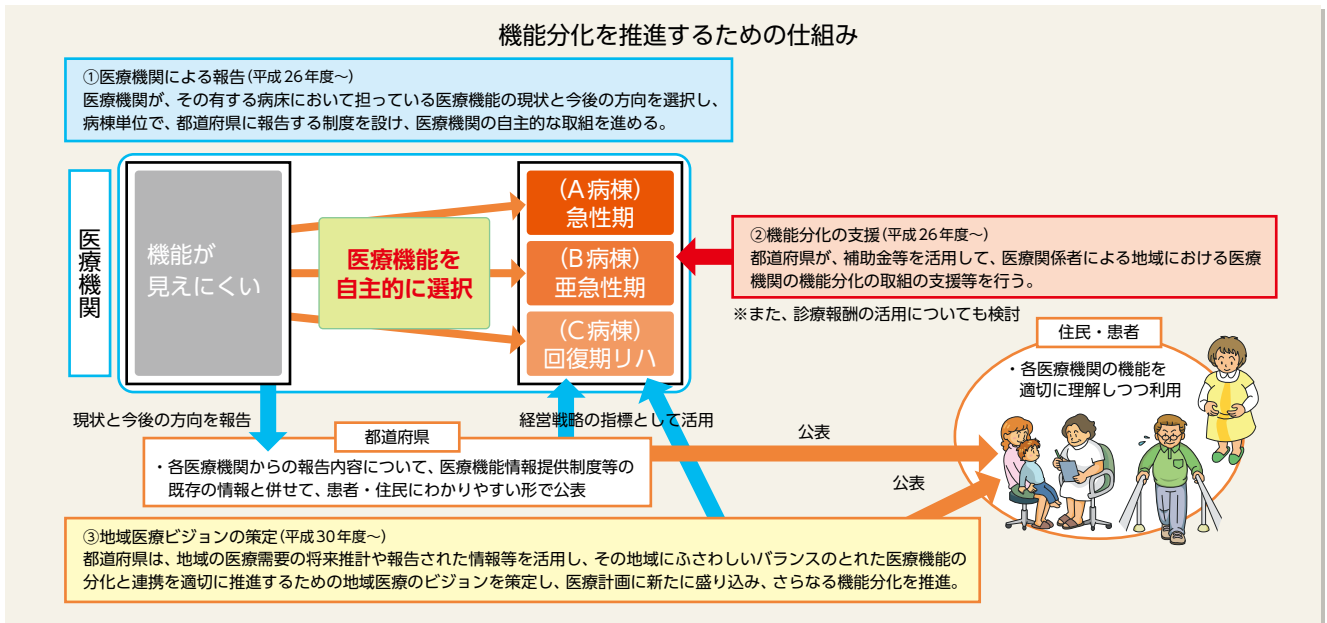 機能分化を推進するための仕組み
①医療機関による報告(平成26年度～)
医療機関が、その有する病床において担っている医療機能の現状と今後の方向を選択し、
病棟単位で、都道府県に報告する制度を設け、医療機関の自主的な取組を進める。
医療機関
機能が
見えにくい
医療機能を
自主的に選択
(A病棟)
急性期
(B病棟)
亜急性期
(C病棟)
回復期リハ
②機能分化の支援(平成26年度～)
都道府県が、補助金等を活用して、医療関係者による地域における医療
機関の機能分化の取組の支援等を行う。
※また、診療報酬の活用についても検討
住民・患者
・各医療機関の機能を
適切に理解しつつ利用
現状と今後の方向を報告
経営戦略の指標として活用
都道府県
・各医療機関からの報告内容について、医療機能情報提供制度等の
既存の情報と併せて、患者・住民にわかりやすい形で公表
公表
公表
③地域医療ビジョンの策定(平成30年度～)
都道府県は、地域の医療需要の将来推計や報告された情報等を活用し、その地域にふさわしいバランスのとれた医療機能の
分化と連携を適切に推進するための地域医療のビジョンを策定し、医療計画に新たに盛り込み、さらなる機能分化を推進。